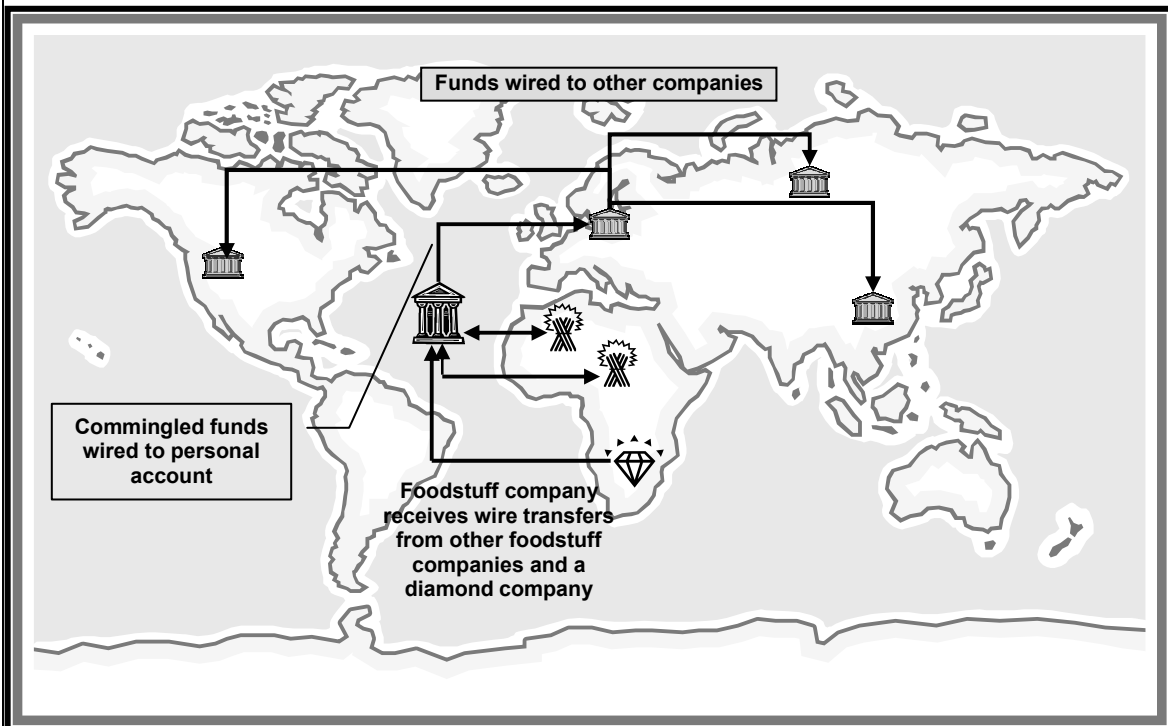 Funds wired to other companies
Commingled funds
wired to personal
account
Foodstuff company
receives wire transfers
from other foodstuff
companies and a
diamond company